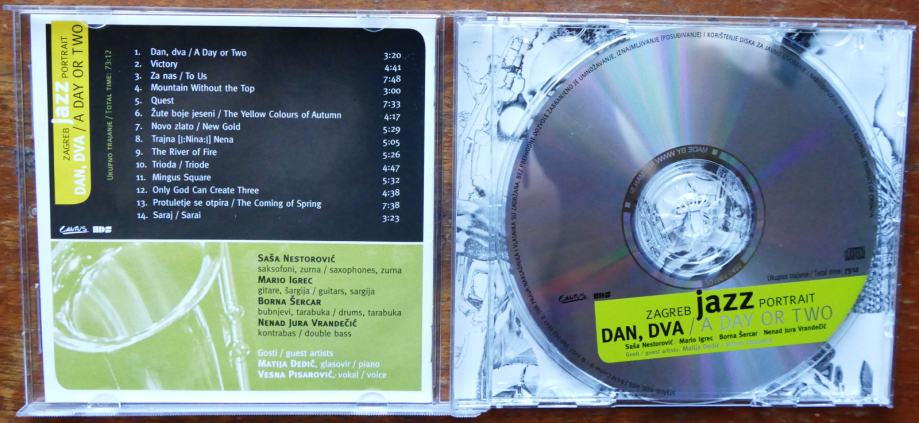 ZAGREB jazz PORTRAIT
DAN, DVA / A DAY OR TWO
UKUPNO TRAJANJE / TOTAL TIME: 73:12
1. Dan, dva / A Day or Two 3:20
2. Victory 4:41
3. Za nas / To Us 7:48
4. Mountain Without the Top 3:00
5. Quest 7:33
6. Žute boje jeseni / The Yellow Colours of Autumn 4:17
7. Novo zlato / New Gold 5:29
8. Trajna [|:Nina:|] Nena 5:05
9. The River of Fire 5:26
10. Trioda / Triode 4:47
11. Mingus Square 5:32
12. Only God Can Create Three 4:38
13. Protuletje se otpira / The Coming of Spring 7:38
14. Saraj / Sarai 3:23
CANTUS HDS
SAŠA NESTOROVIĆ
saksofoni, zurna / saxophones, zurna
MARIO IGREC
gitare, šargija / guitars, sargija
BORNA ŠERCAR
bubnjevi, tarabuka / drums, tarabuka
NENAD JURA VRANDEČIĆ
kontrabas / double bass
Gosti / guest artists
MATIJA DEDIĆ, glasovir / piano
VESNA PISAROVIĆ, vokal / voice
CANTUS HDS
Ukupno trajanje / Total time: 73:12
ZAGREB jazz PORTRAIT
DAN, DVA / A DAY OR TWO
Saša Nestorović Mario Igrec Borna Šercar Nenad Jura Vrandečić
Gosti / guest artists: Matija Dedić